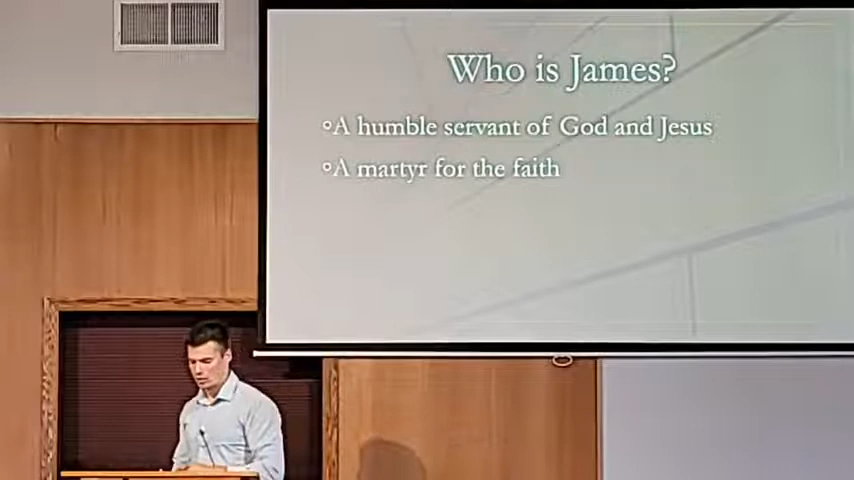 Who is James?
°A humble servant of God and Jesus
°A martyr for the faith